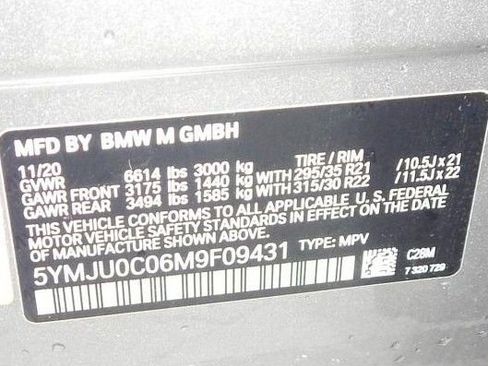 MFD BY BMW M GMBH
11/20
GVWR 6614 lbs 3000 kg TIRE / RIM
GAWR FRONT 3175 lbs 1440 kg w/ 295/35 R21 /10.5J x 21
GAWR REAR 3494 lbs 1585 kg w/ 315/30 R22 /11.5J x 22
THIS VEHICLE CONFORMS TO ALL APPLICABLE U. S. FEDERAL
MOTOR VEHICLE SAFETY STANDARDS IN EFFECT ON THE DATE
OF MANUFACTURE SHOWN ABOVE.
5YMJU0C06M9F09431 TYPE: MPV
C2BM
7 320 729